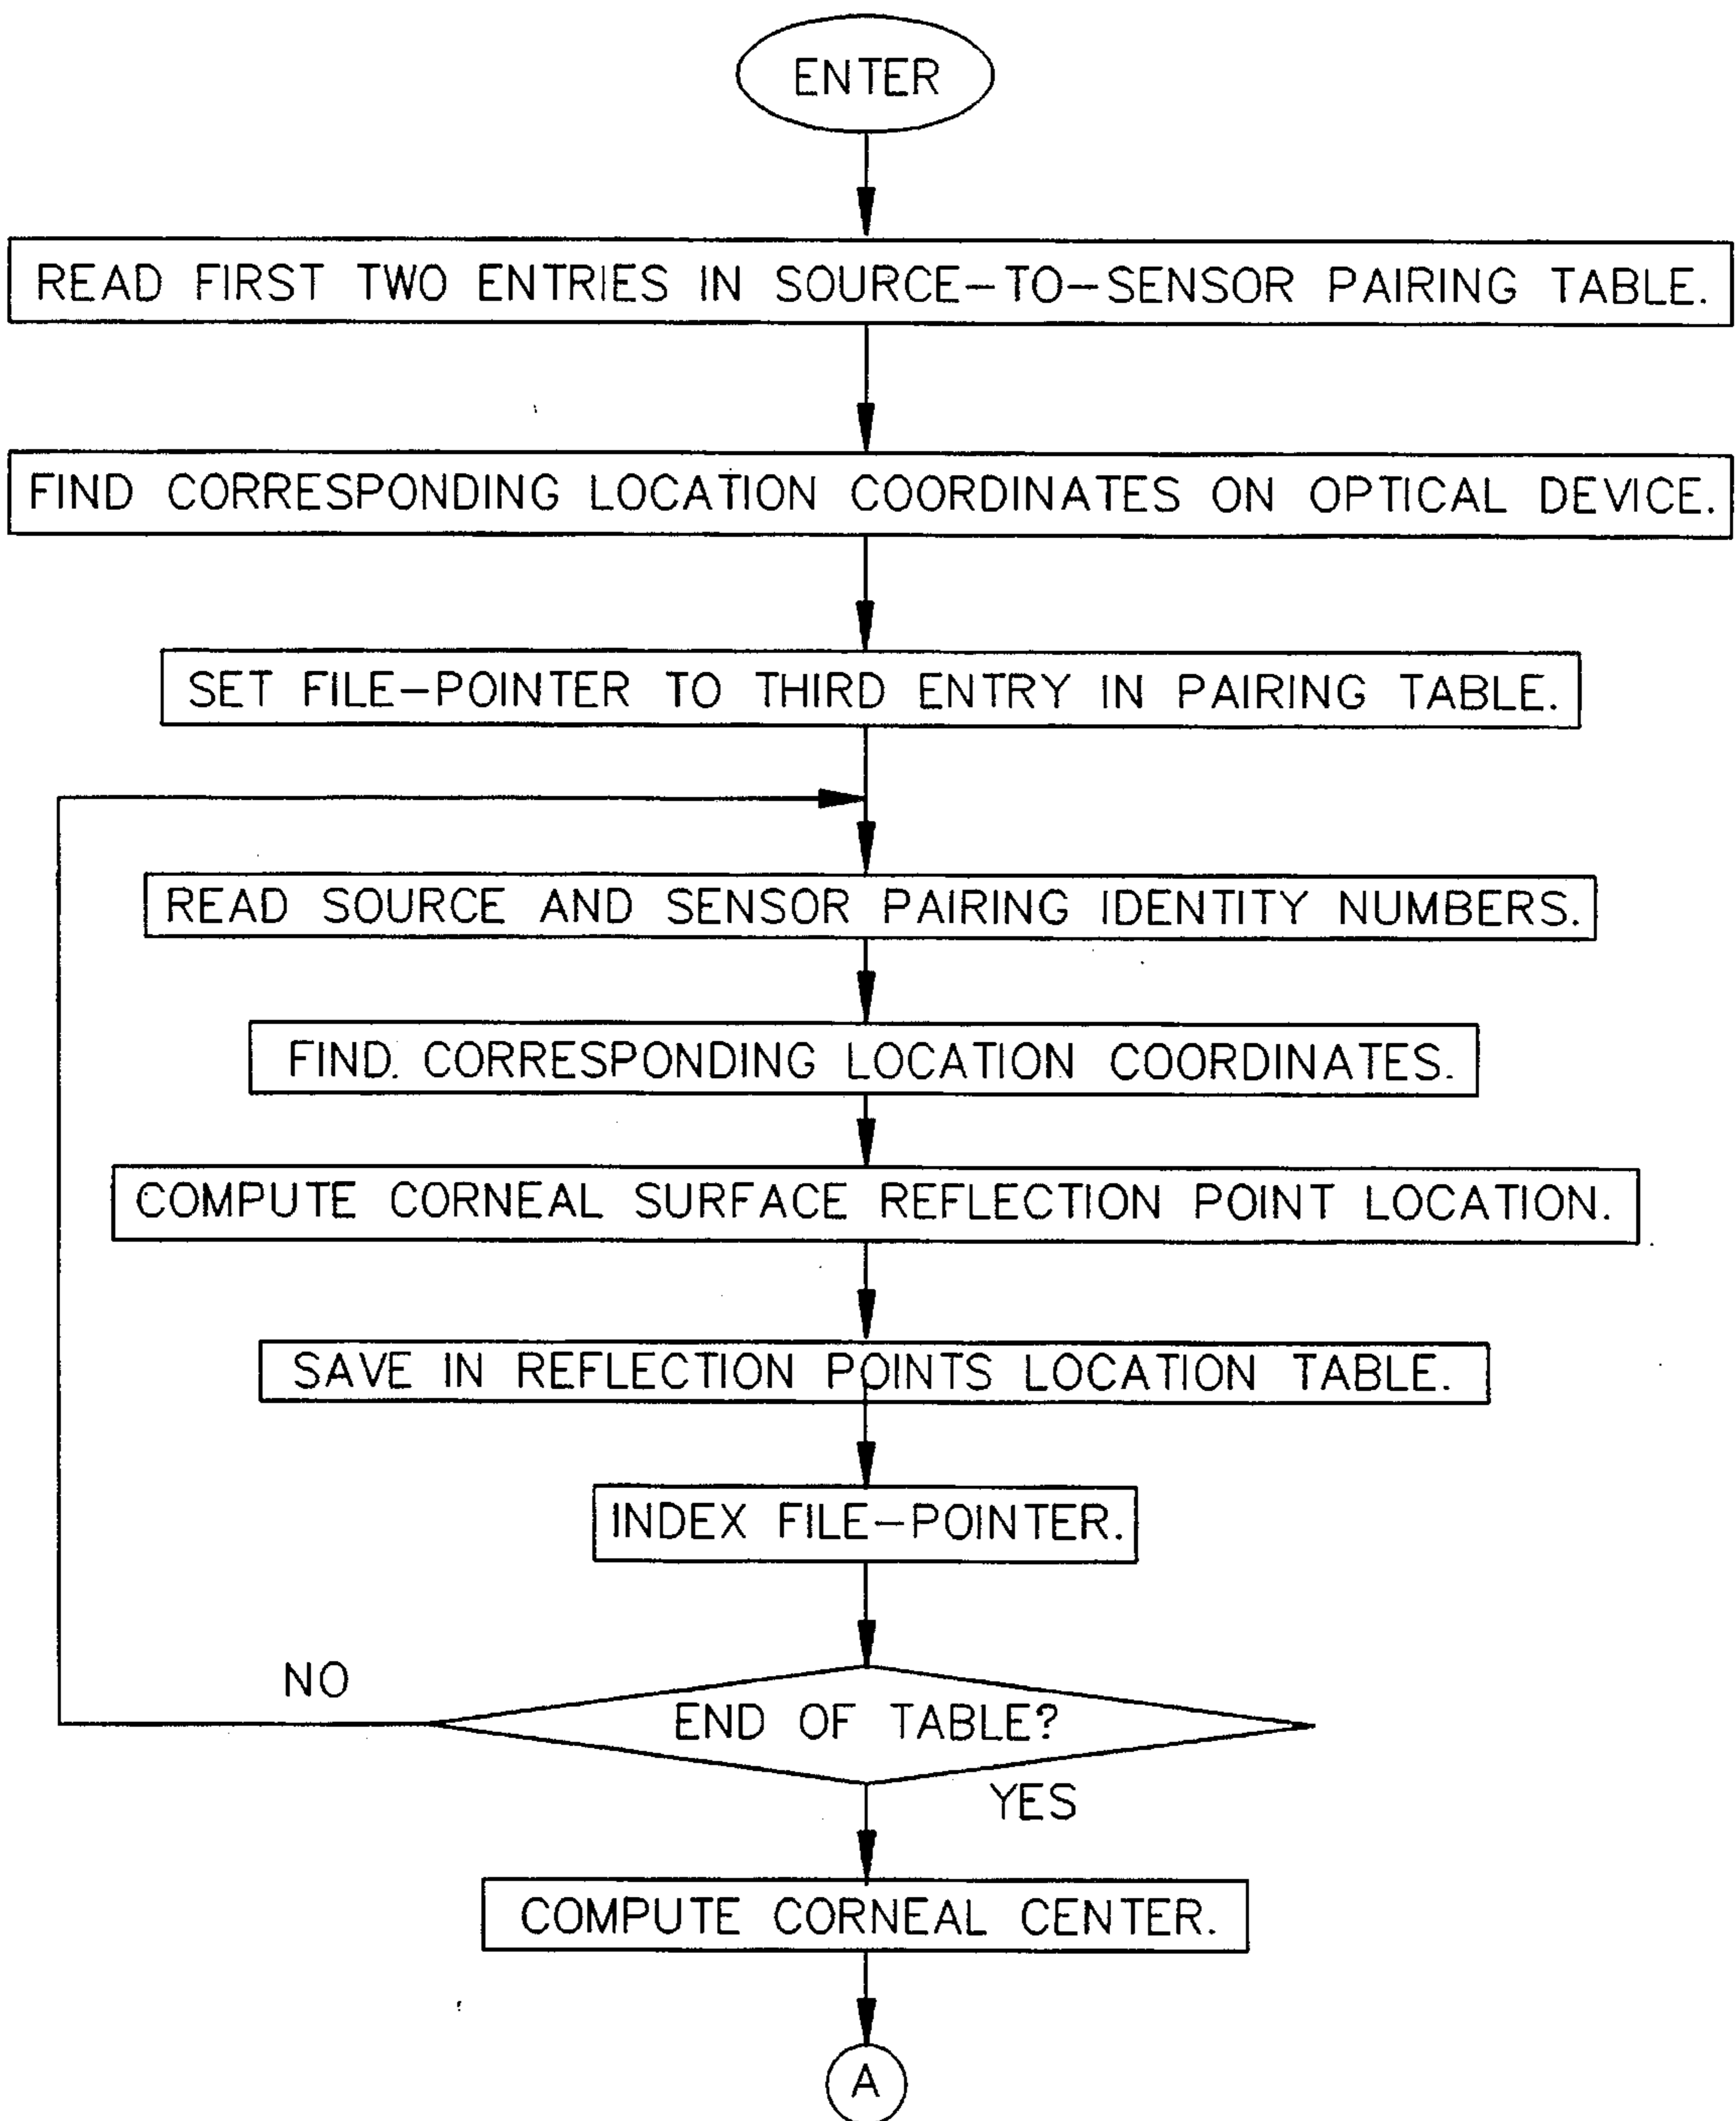 ENTER
READ FIRST TWO ENTRIES IN SOURCE-TO-SENSOR PAIRING TABLE.
FIND CORRESPONDING LOCATION COORDINATES ON OPTICAL DEVICE.
SET FILE-POINTER TO THIRD ENTRY IN PAIRING TABLE.
READ SOURCE AND SENSOR PAIRING IDENTITY NUMBERS.
FIND. CORRESPONDING LOCATION COORDINATES.
COMPUTE CORNEAL SURFACE REFLECTION POINT LOCATION.
SAVE IN REFLECTION POINTS LOCATION TABLE.
INDEX FILE-POINTER.
NO
END OF TABLE?
YES
COMPUTE CORNEAL CENTER.
A